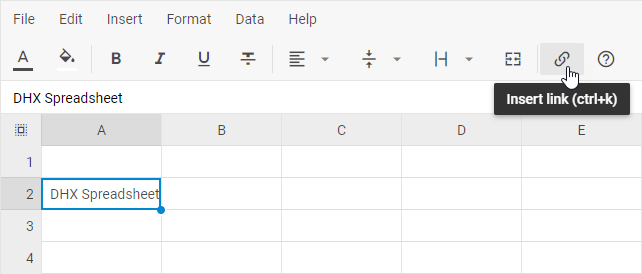 File Edit Insert Format Data Help
A B I U S
DHX Spreadsheet
Insert link (ctrl+k)
A B C D E
1
2 DHX Spreadsheet
3
4